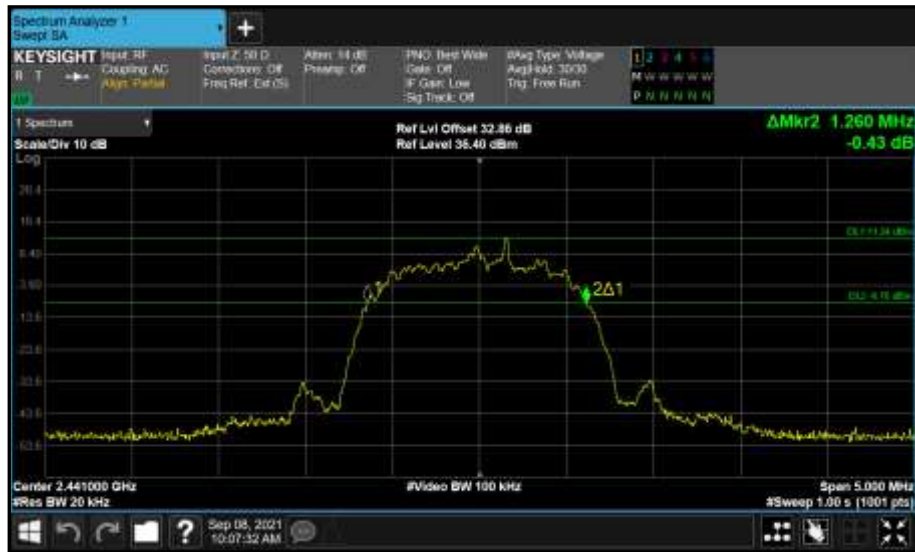 Spectrum Analyzer 1
Swept SA
+
KEYSIGHT
R T
Input: RF
Coupling: AC
Align: Partial
Input Z: 50 Ω
Corrections: Off
Freq Ref: Ext (S)
Atten: 14 dB
Preamp: Off
PNO: Best Wide
Gate: Off
IF Gain: Low
Sig Track: Off
Avg Type: Voltage
Avg|Hold: 30/30
Trig: Free Run
1 2 3 4 5 6
M W W W W W
P N N N N N
1 Spectrum
Scale/Div 10 dB
Log
Ref Lvl Offset 32.86 dB
Ref Level 36.40 dBm
ΔMkr2 1.260 MHz
-0.43 dB
26.4
16.4
6.40
-3.60
-13.6
-23.6
-33.6
-43.6
-53.6
2Δ1
Center 2.441000 GHz
#Res BW 20 kHz
#Video BW 100 kHz
Span 5.000 MHz
#Sweep 1.00 s (1001 pts)
?
Sep 08, 2021
10:07:32 AM